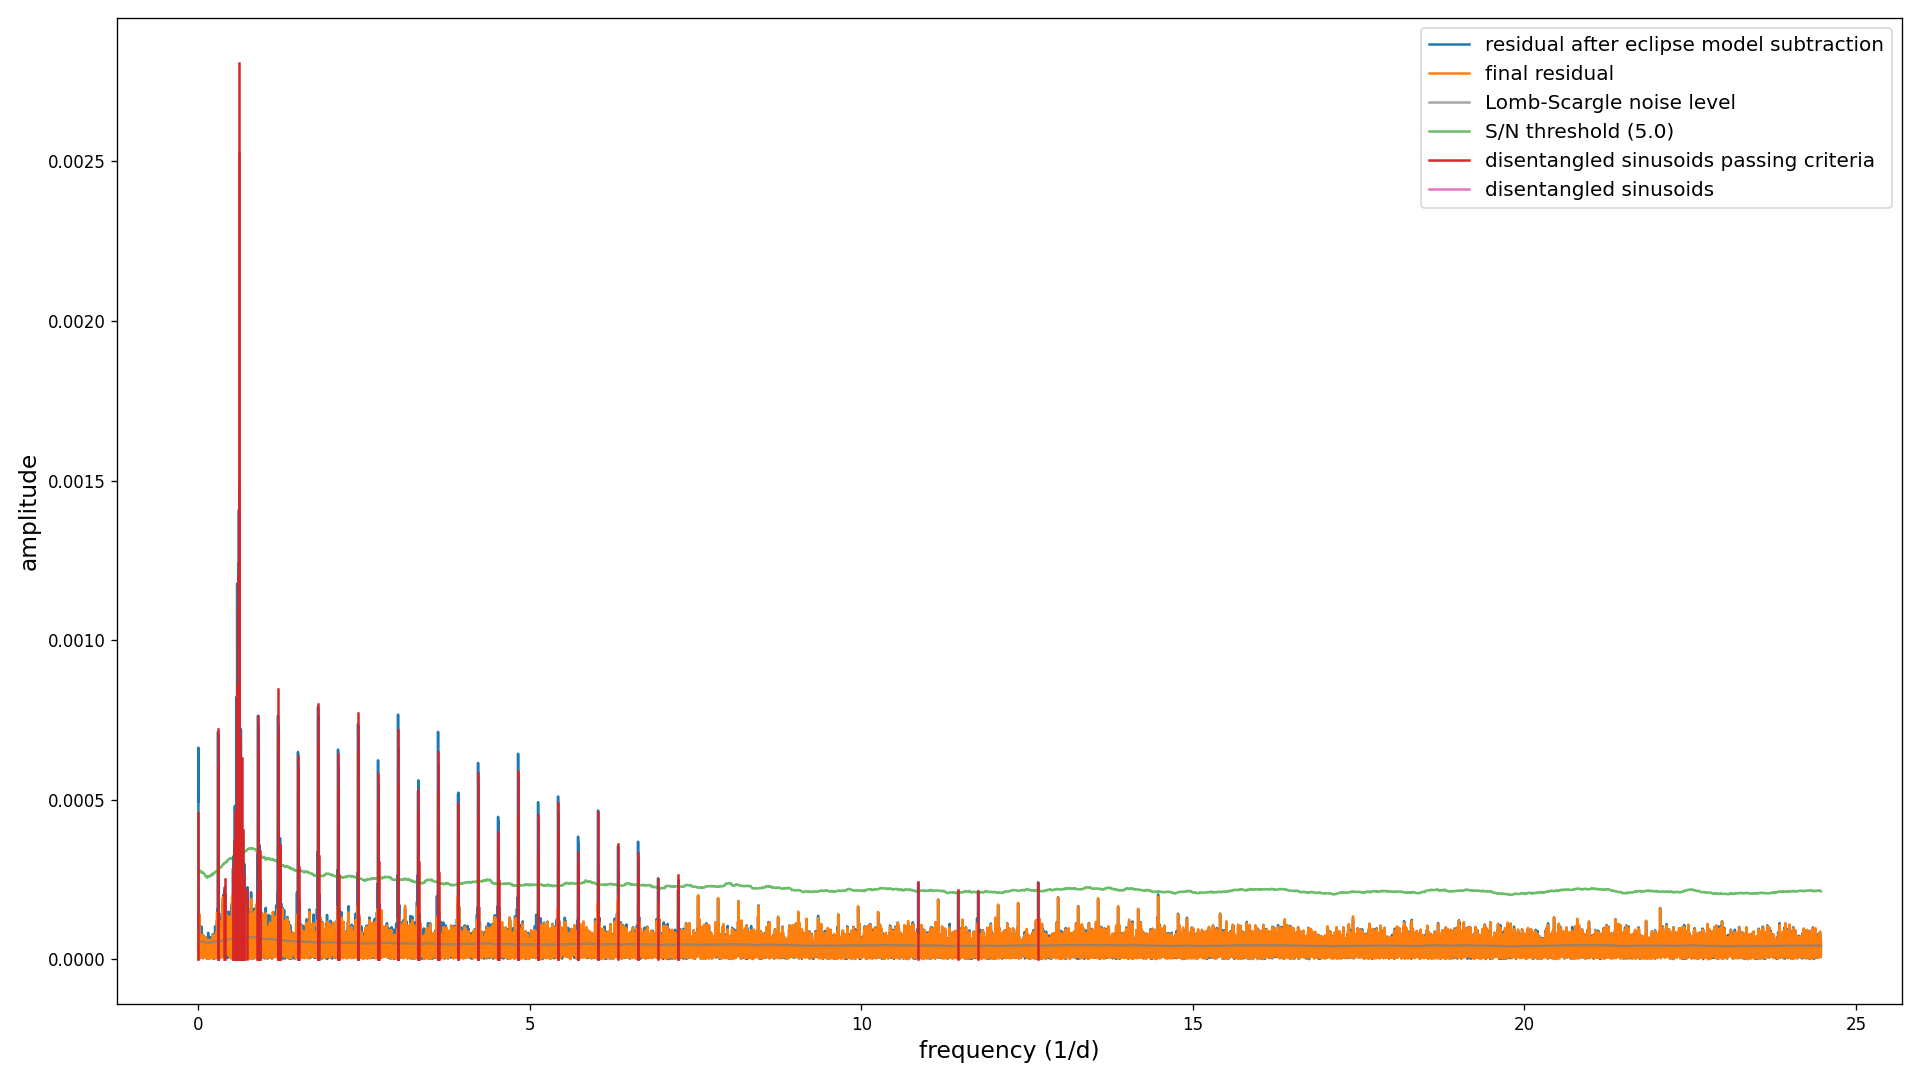 residual after eclipse model subtraction
final residual
Lomb-Scargle noise level
S/N threshold (5.0)
disentangled sinusoids passing criteria
disentangled sinusoids
0.0025
0.0020
0.0015
0.0010
0.0005
0.0000
amplitude
0 5 10 15 20 25
frequency (1/d)